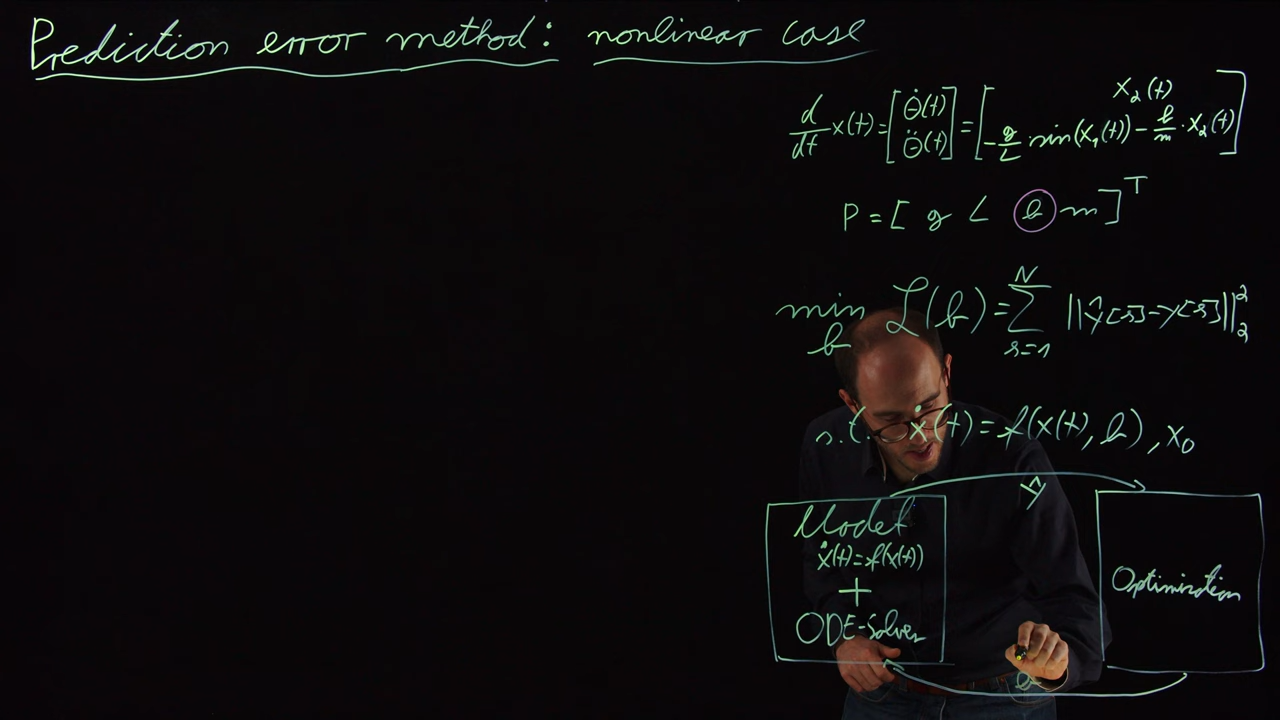 Prediction error method: nonlinear case
d/dt x(t) = [θ̇(t) θ̈(t)] = [x₂(t) -g/L · sin(x₁(t)) - b/m · x₂(t)]
P = [ g L b m ]ᵀ
min_b ℒ(b) = Σ_{s=1}^{N} ||ŷ[s] - y[s]||₂²
s.t. ẋ(t) = f(x(t), b), x₀
ŷ
Model
ẋ(t) = f(x(t))
+
ODE-Solver
Optimization
b